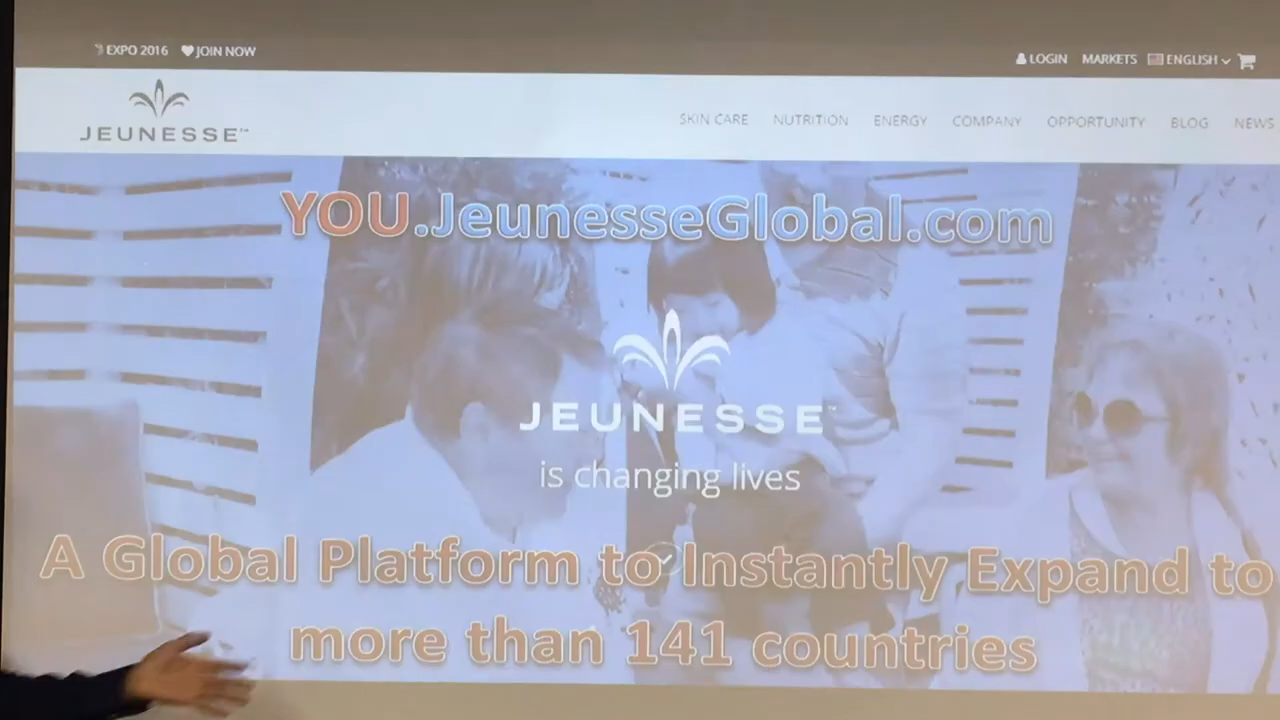 EXPO 2016 JOIN NOW
LOGIN MARKETS ENGLISH
JEUNESSE™
SKIN CARE NUTRITION ENERGY COMPANY OPPORTUNITY BLOG NEWS
YOU.JeunesseGlobal.com
JEUNESSE™
is changing lives
A Global Platform to Instantly Expand to
more than 141 countries